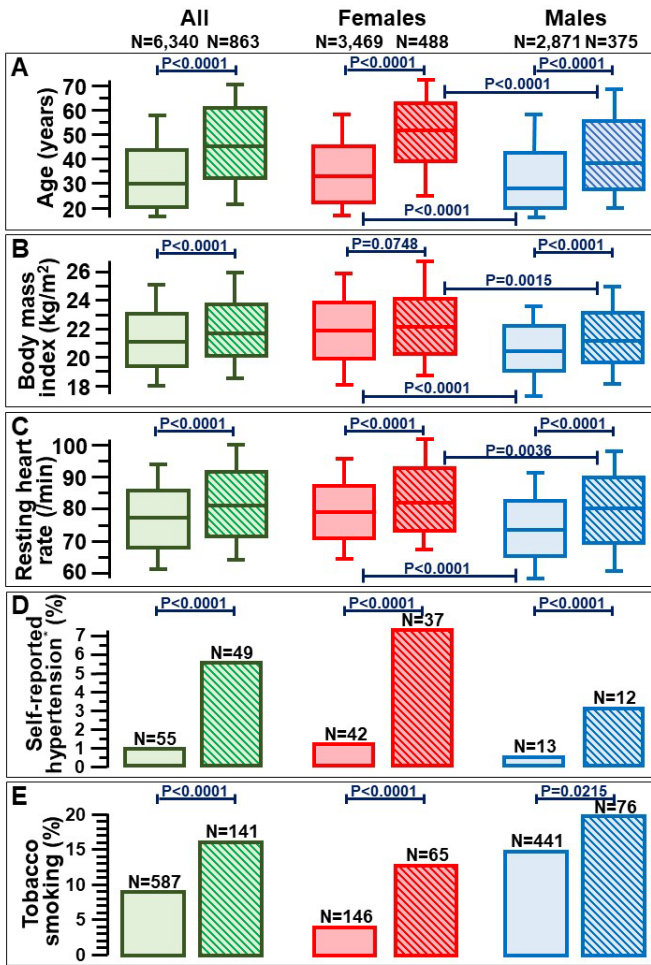 All Females Males
N=6,340 N=863 N=3,469 N=488 N=2,871 N=375
A
P<0.0001 P<0.0001 P<0.0001
P<0.0001
P<0.0001
Age (years)
70
60
50
40
30
20
B
P<0.0001 P=0.0748 P<0.0001
P=0.0015
P<0.0001
Body mass
index (kg/m²)
26
24
22
20
18
C
P<0.0001 P<0.0001 P<0.0001
P=0.0036
P<0.0001
Resting heart
rate (/min)
100
90
80
70
60
D
P<0.0001 P<0.0001 P<0.0001
Self-reported
hypertension* (%)
7
6
5
4
3
2
1
0
N=55 N=49 N=42 N=37 N=13 N=12
E
P<0.0001 P<0.0001 P=0.0215
Tobacco
smoking (%)
20
15
10
5
0
N=587 N=141 N=146 N=65 N=441 N=76